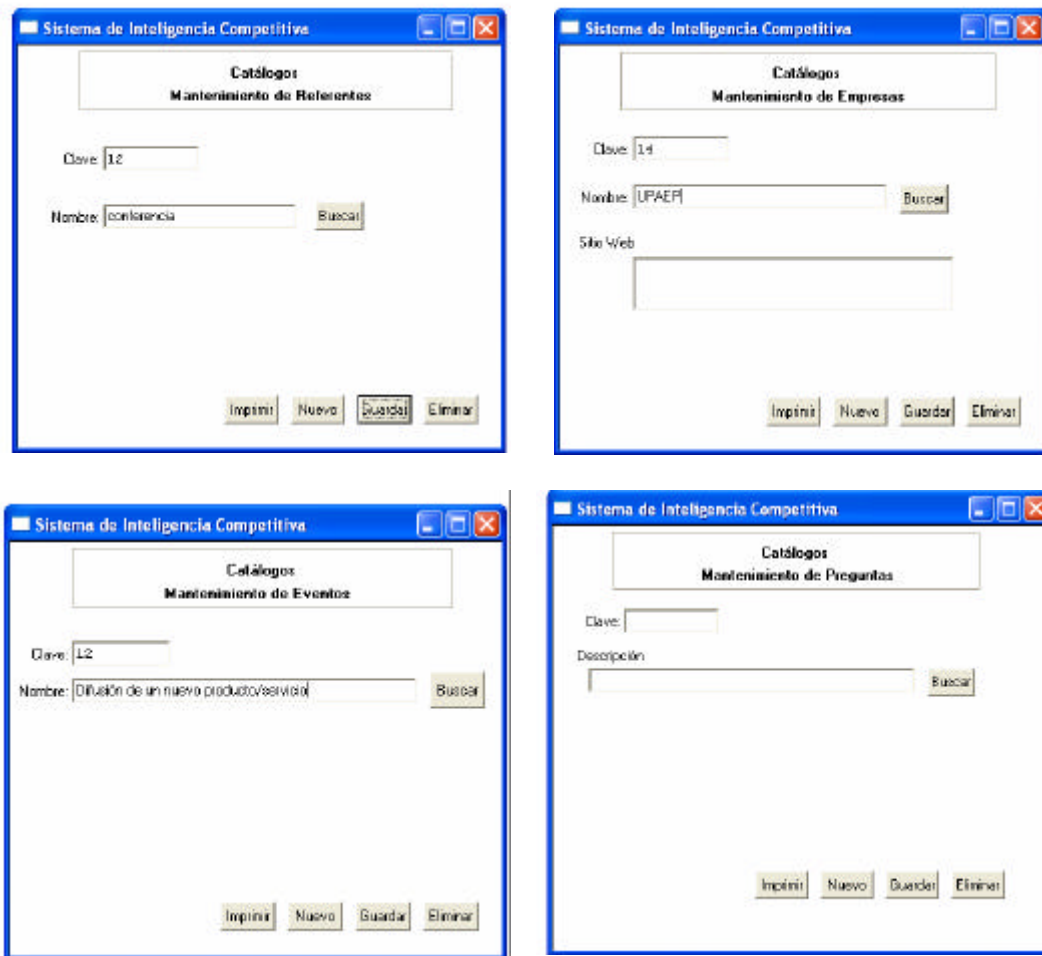 Sistema de Inteligencia Competitiva
Catálogos
Mantenimiento de Referentes
Clave: 12
Nombre: conferencia Buscar
Imprimir Nuevo Guardar Eliminar
Sistema de Inteligencia Competitiva
Catálogos
Mantenimiento de Empresas
Clave: 14
Nombre: UPAEP Buscar
Sitio Web
Imprimir Nuevo Guardar Eliminar
Sistema de Inteligencia Competitiva
Catálogos
Mantenimiento de Eventos
Clave: 12
Nombre: Difusión de un nuevo producto/servicio Buscar
Imprimir Nuevo Guardar Eliminar
Sistema de Inteligencia Competitiva
Catálogos
Mantenimiento de Preguntas
Clave:
Descripción
Buscar
Imprimir Nuevo Guardar Eliminar